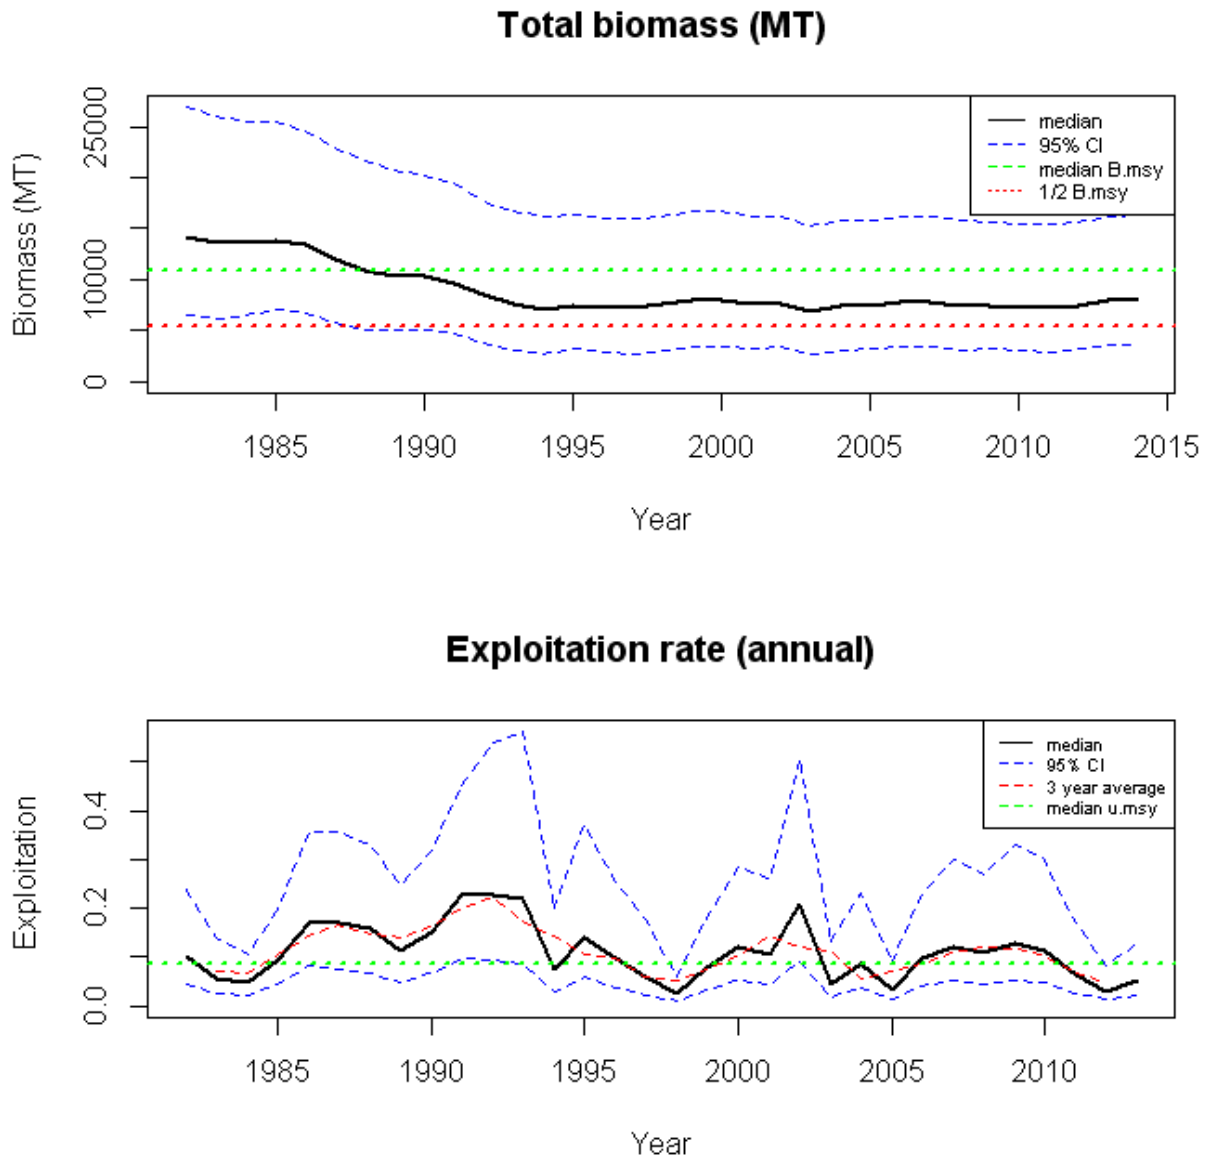 Total biomass (MT)
Biomass (MT)
25000
10000
0
median
95% CI
median B.msy
1/2 B.msy
1985
1990
1995
2000
2005
2010
2015
Year
Exploitation rate (annual)
Exploitation
0.4
0.2
0.0
median
95% CI
3 year average
median u.msy
1985
1990
1995
2000
2005
2010
Year